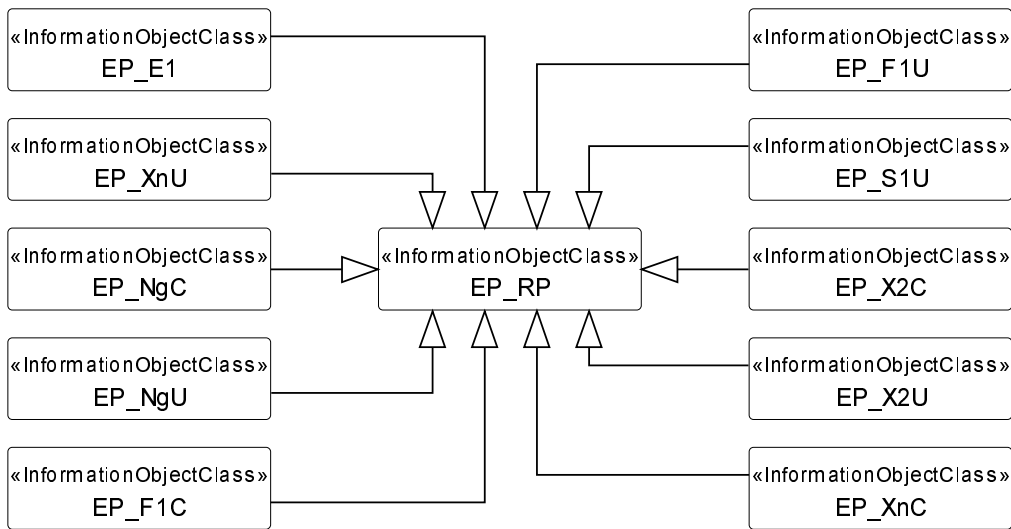 «InformationObjectClass»
EP_E1
«InformationObjectClass»
EP_XnU
«InformationObjectClass»
EP_NgC
«InformationObjectClass»
EP_NgU
«InformationObjectClass»
EP_F1C
«InformationObjectClass»
EP_RP
«InformationObjectClass»
EP_F1U
«InformationObjectClass»
EP_S1U
«InformationObjectClass»
EP_X2C
«InformationObjectClass»
EP_X2U
«InformationObjectClass»
EP_XnC